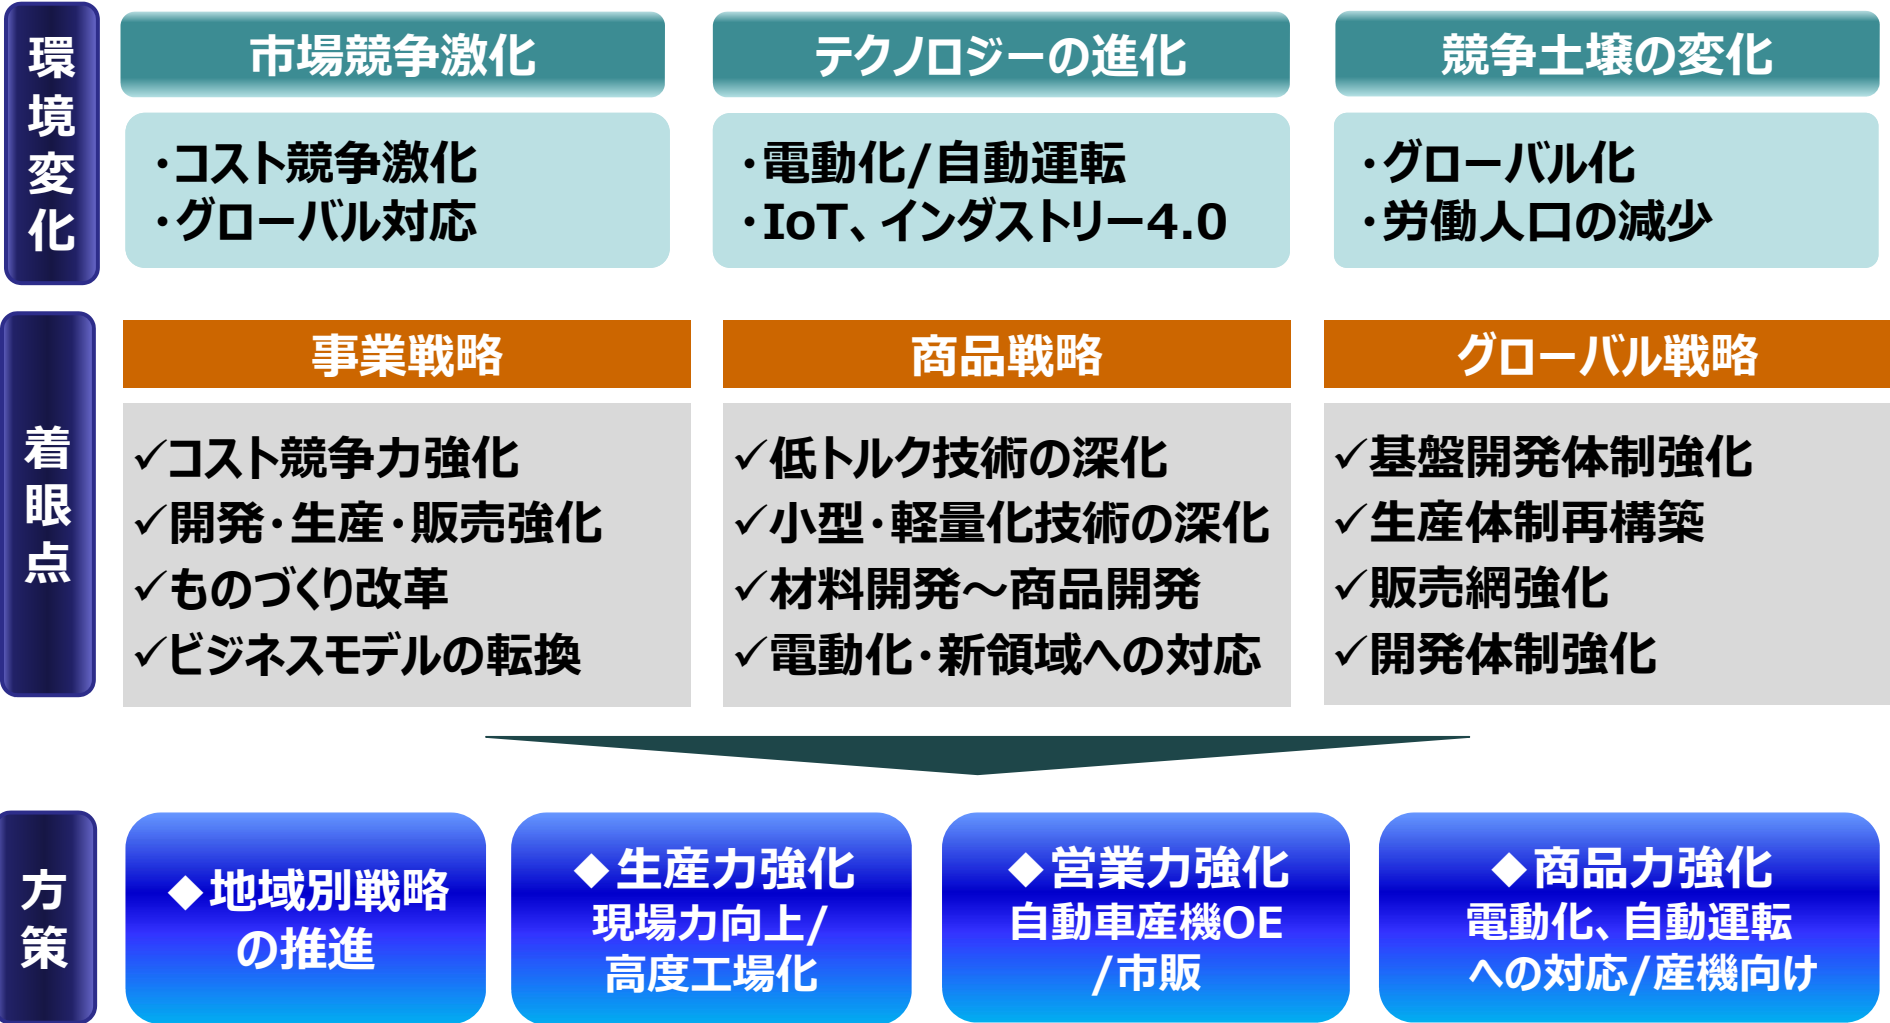 環境変化
市場競争激化
・コスト競争激化
・グローバル対応
テクノロジーの進化
・電動化/自動運転
・IoT、インダストリー4.0
競争土壌の変化
・グローバル化
・労働人口の減少
着眼点
事業戦略
✓コスト競争力強化
✓開発・生産・販売強化
✓ものづくり改革
✓ビジネスモデルの転換
商品戦略
✓低トルク技術の深化
✓小型・軽量化技術の深化
✓材料開発～商品開発
✓電動化・新領域への対応
グローバル戦略
✓基盤開発体制強化
✓生産体制再構築
✓販売網強化
✓開発体制強化
方策
◆地域別戦略
の推進
◆生産力強化
現場力向上/
高度工場化
◆営業力強化
自動車産機OE
/市販
◆商品力強化
電動化、自動運転
への対応/産機向け